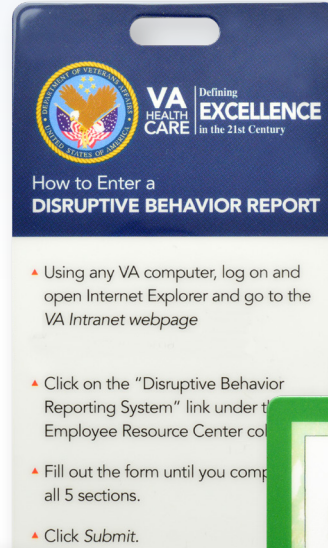 DEPARTMENT OF VETERANS AFFAIRS
UNITED STATES OF AMERICA
VA
HEALTH
CARE
Defining
EXCELLENCE
in the 21st Century
How to Enter a
DISRUPTIVE BEHAVIOR REPORT
Using any VA computer, log on and
open Internet Explorer and go to the
VA Intranet webpage
Click on the “Disruptive Behavior
Reporting System” link under
Employee Resource Center
Fill out the form until you
all 5 sections.
Click Submit.